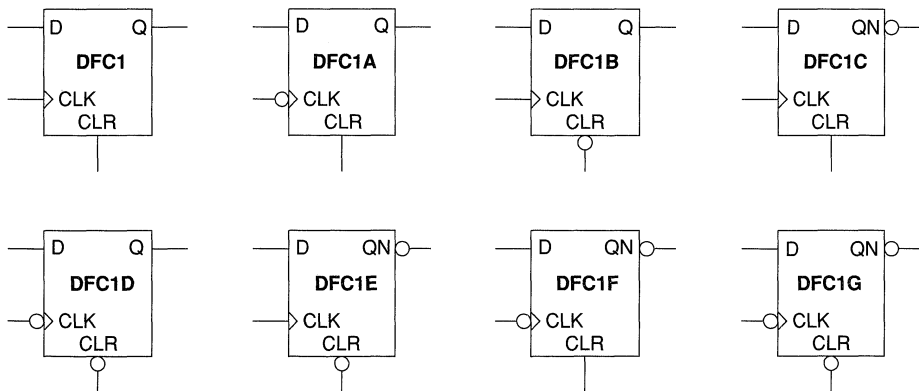 D Q
DFC1
CLK
CLR
D Q
DFC1A
CLK
CLR
D Q
DFC1B
CLK
CLR
D QN
DFC1C
CLK
CLR
D Q
DFC1D
CLK
CLR
D QN
DFC1E
CLK
CLR
D QN
DFC1F
CLK
CLR
D QN
DFC1G
CLK
CLR